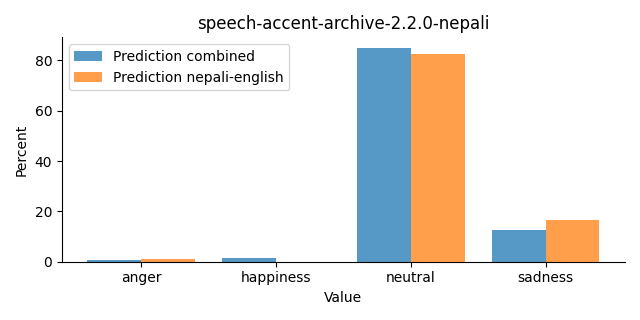 speech-accent-archive-2.2.0-nepali
Prediction combined
Prediction nepali-english
Percent
80
60
40
20
0
anger happiness neutral sadness
Value